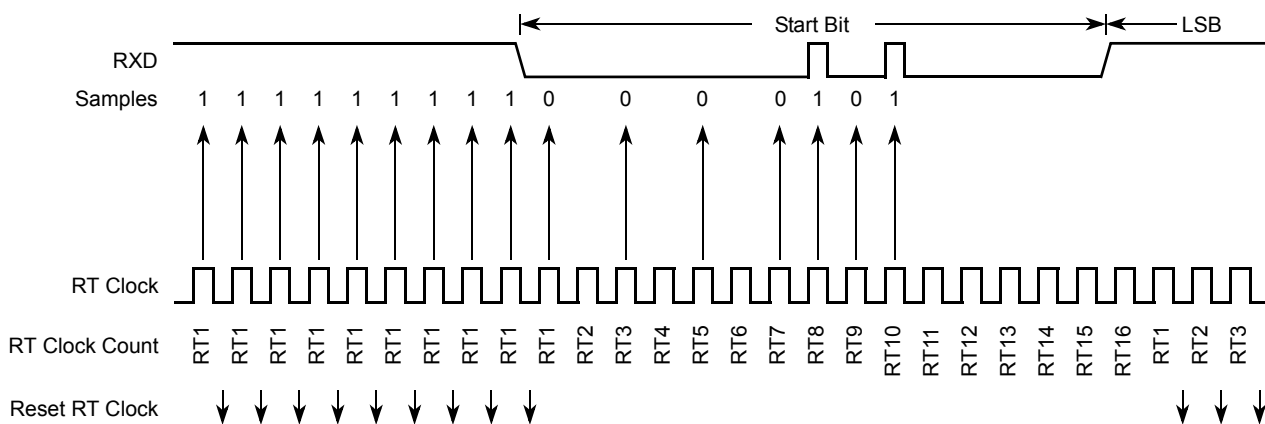 Start Bit LSB
RXD
Samples 1 1 1 1 1 1 1 1 1 0 0 0 0 1 0 1
RT Clock
RT Clock Count RT1 RT1 RT1 RT1 RT1 RT1 RT1 RT1 RT1 RT1 RT2 RT3 RT4 RT5 RT6 RT7 RT8 RT9 RT10 RT11 RT12 RT13 RT14 RT15 RT16 RT1 RT2 RT3
Reset RT Clock